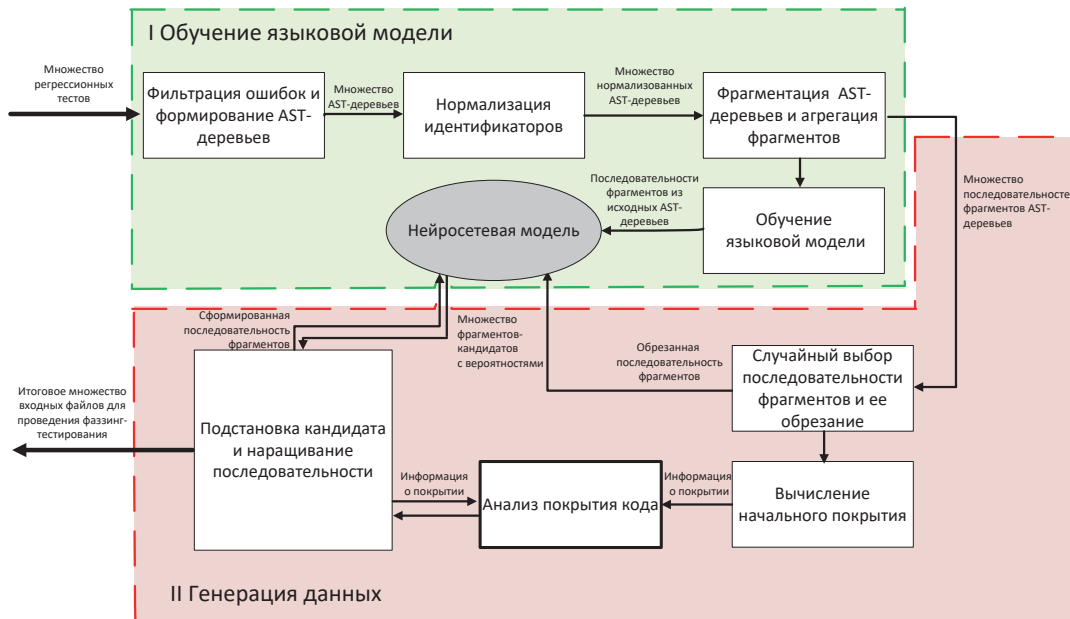 I Обучение языковой модели
Множество
регрессионных
тестов
Фильтрация ошибок и
формирование AST-
деревьев
Множество
AST-деревьев
Нормализация
идентификаторов
Множество
нормализованных
AST-деревьев
Фрагментация AST-
деревьев и агрегация
фрагментов
Множество
последовательносте
фрагментов AST-
деревьев
Последовательности
фрагментов из
исходных AST-
деревьев
Обучение
языковой модели
Нейросетевая модель
Сформированная
последовательность
фрагментов
Множество
фрагментов-
кандидатов
с вероятностями
Обрезанная
последовательность
фрагментов
Случайный выбор
последовательности
фрагментов и ее
обрезание
Итоговое множество
входных файлов для
проведения фаззинг-
тестирования
Подстановка кандидата
и наращивание
последовательности
Информация
о покрытии
Анализ покрытия кода
Информация
о покрытии
Вычисление
начального покрытия
II Генерация данных